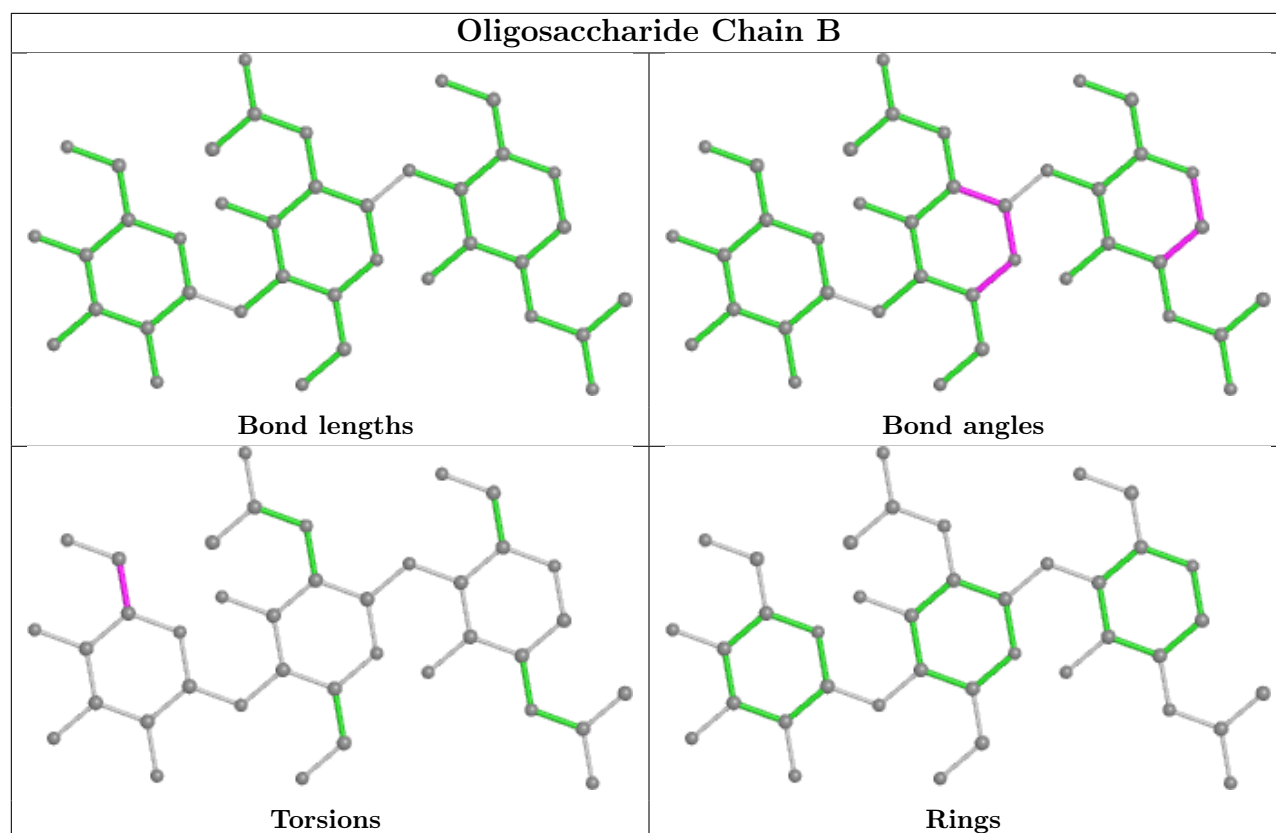 Oligosaccharide Chain B
Bond lengths
Bond angles
Torsions
Rings